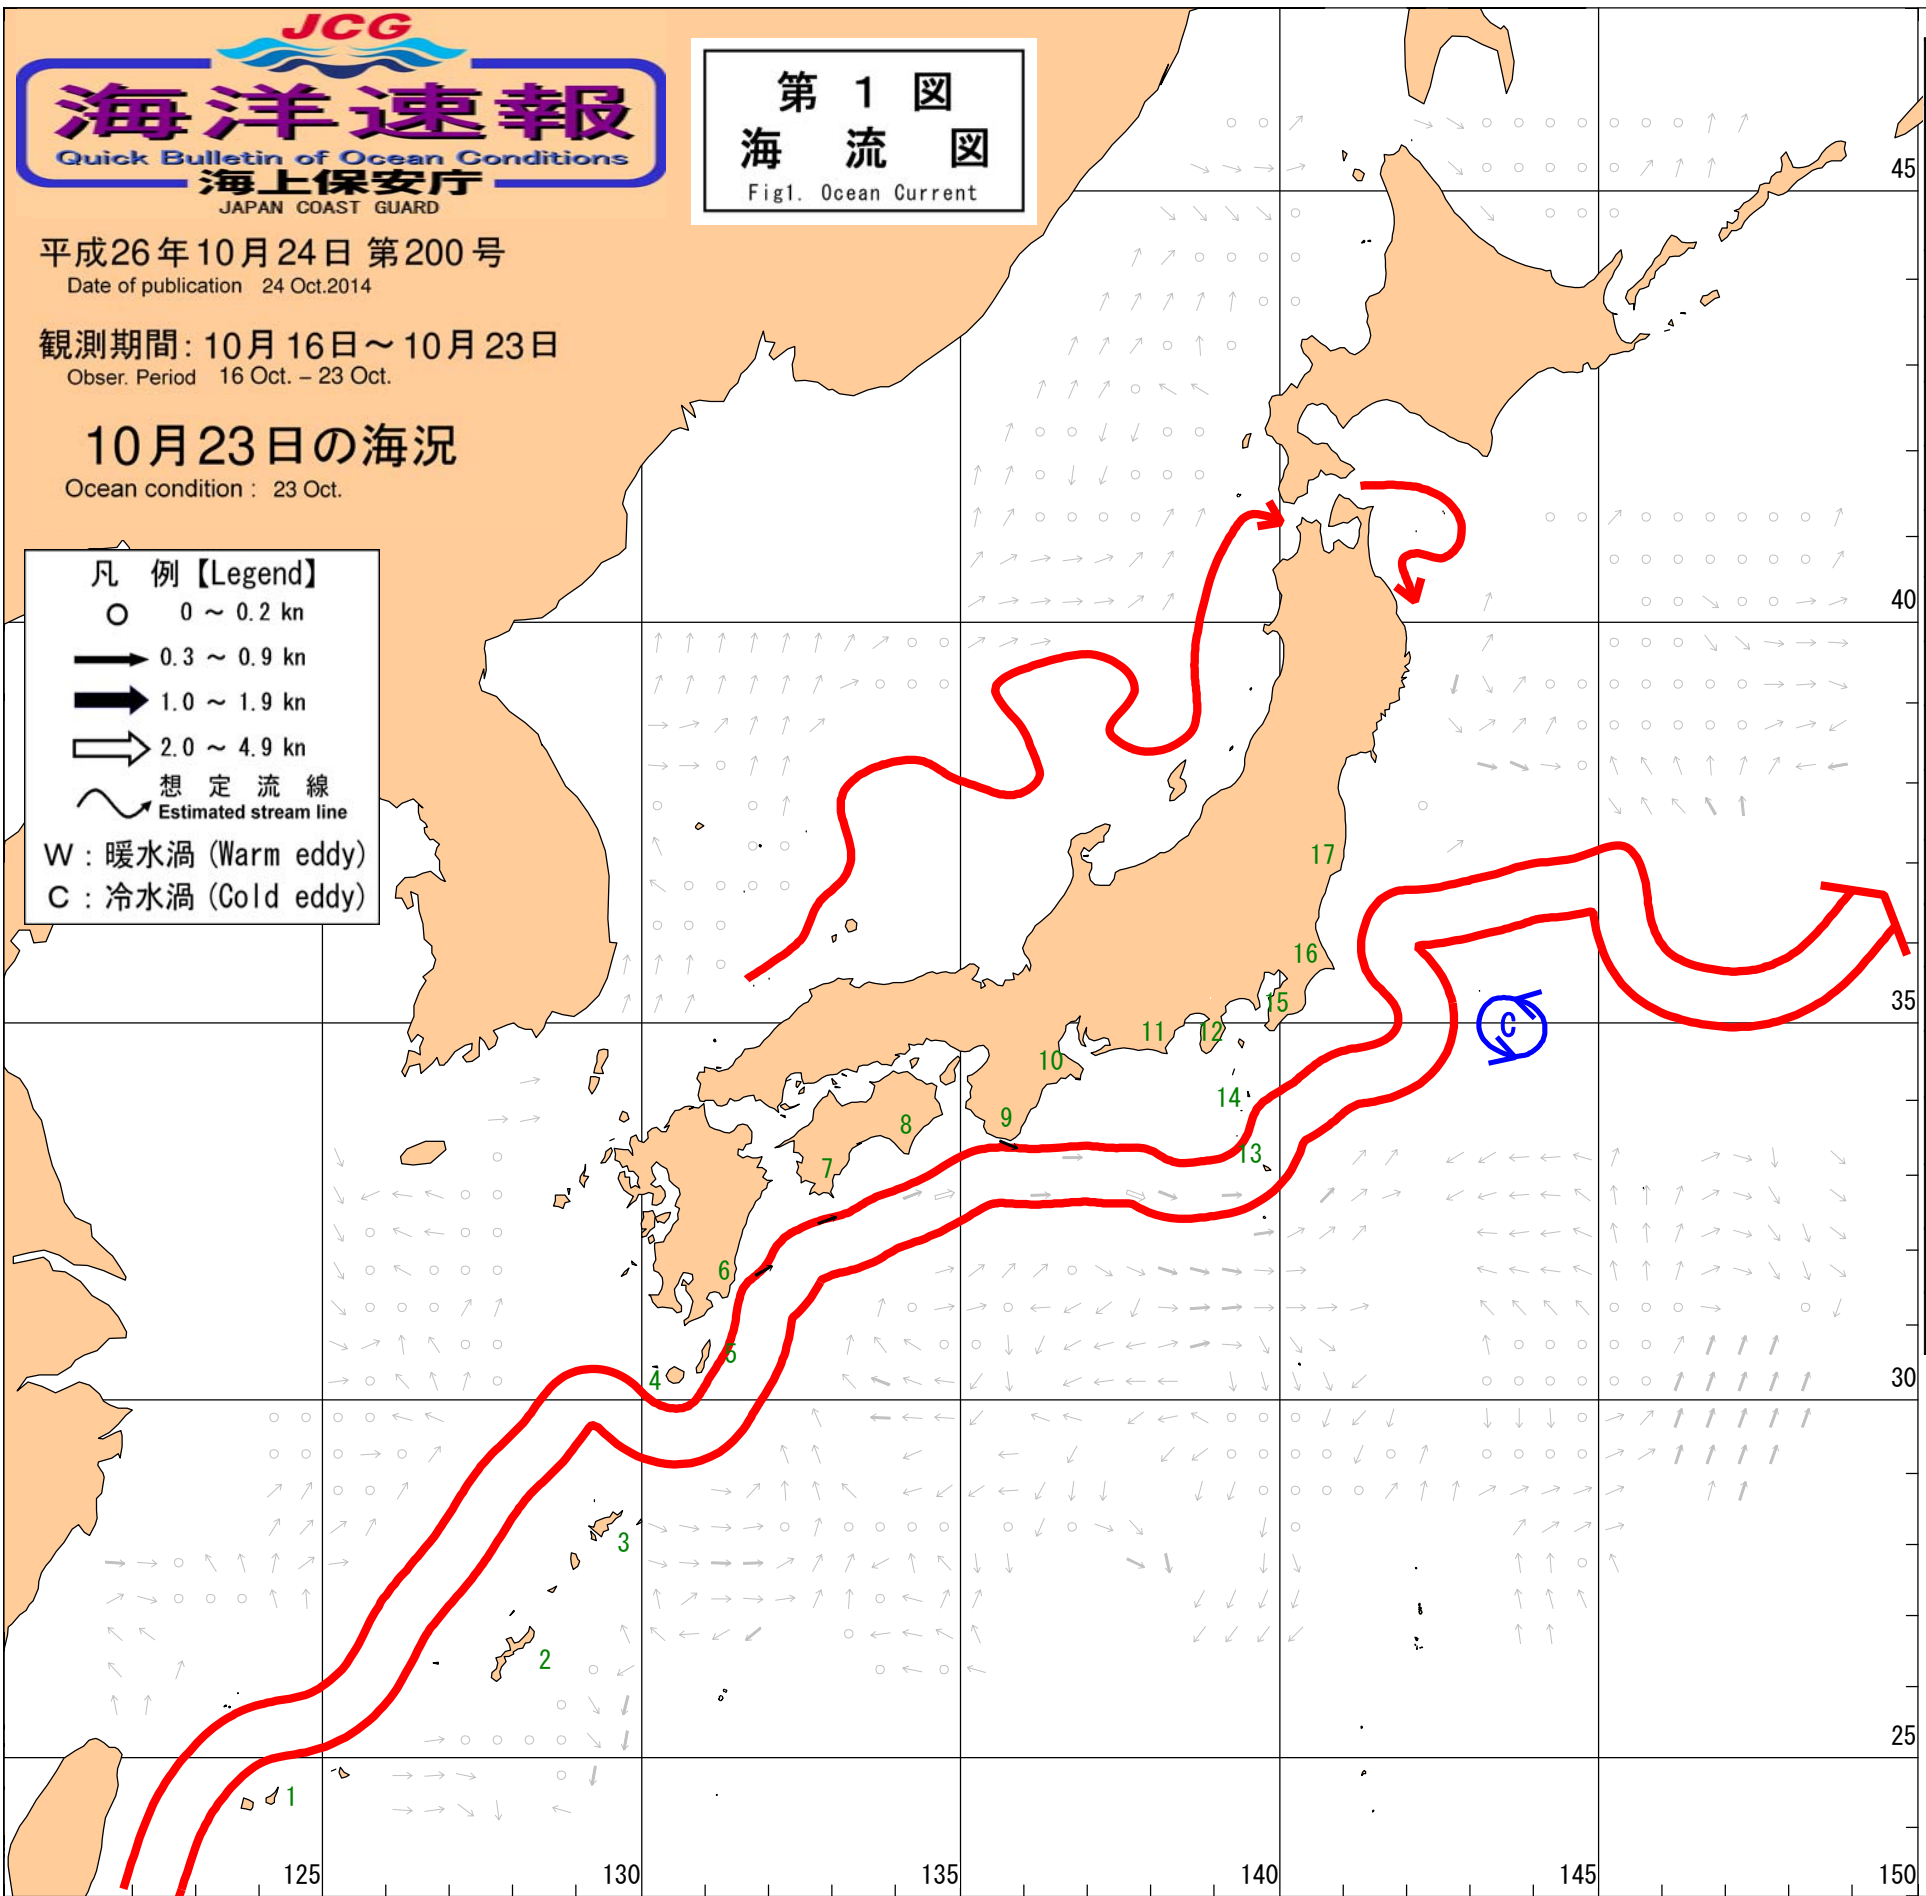 JCG
海洋速報
Quick Bulletin of Ocean Conditions
海上保安庁
JAPAN COAST GUARD
第 1 図
海 流 図
Fig1. Ocean Current
平成26年10月24日 第200号
Date of publication 24 Oct.2014
観測期間: 10月16日～10月23日
Obser. Period 16 Oct. – 23 Oct.
10月23日の海況
Ocean condition : 23 Oct.
凡 例【Legend】
0 ～ 0.2 kn
0.3 ～ 0.9 kn
1.0 ～ 1.9 kn
2.0 ～ 4.9 kn
想 定 流 線
Estimated stream line
W : 暖水渦 (Warm eddy)
C : 冷水渦 (Cold eddy)
45
40
17
16
35
15
C
11
12
10
14
9
8
13
7
6
5
4
30
3
2
25
1
125
130
135
140
145
150